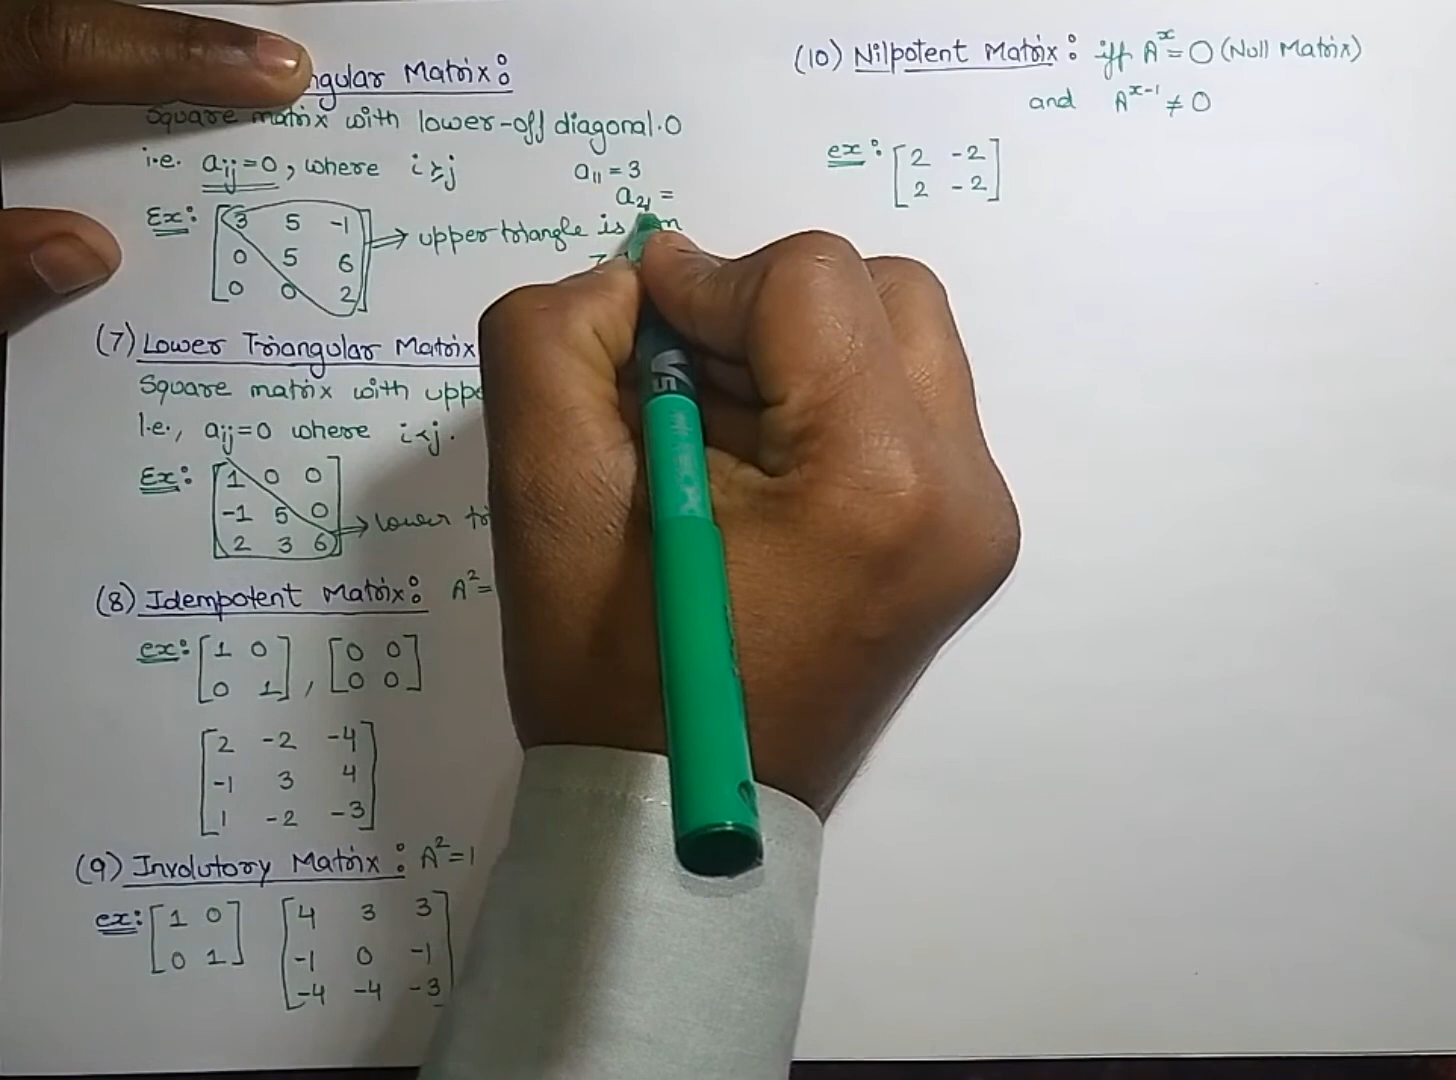 ngular Matrix:
Square matrix with lower-off diagonal.0
i.e. aij=0, where i≥j
a11 = 3
a21 =
Ex: [3 5 -1
0 5 6
0 0 2] ⇒ upper triangle is
(7) Lower Triangular Matrix
Square matrix with uppe
I.e., aij=0 where i<j.
Ex: [1 0 0
-1 5 0
2 3 6] ⇒ lower tri
(8) Idempotent Matrix: A²=
ex: [1 0
0 1], [0 0
0 0]
[2 -2 -4
-1 3 4
1 -2 -3]
(9) Involutory Matrix: A²=1
ex: [1 0
0 1] [4 3 3
-1 0 -1
-4 -4 -3]
(10) Nilpotent Matrix: iff Aˣ=0 (Null Matrix)
and Aˣ⁻¹ ≠ 0
ex: [2 -2
2 -2]
V5